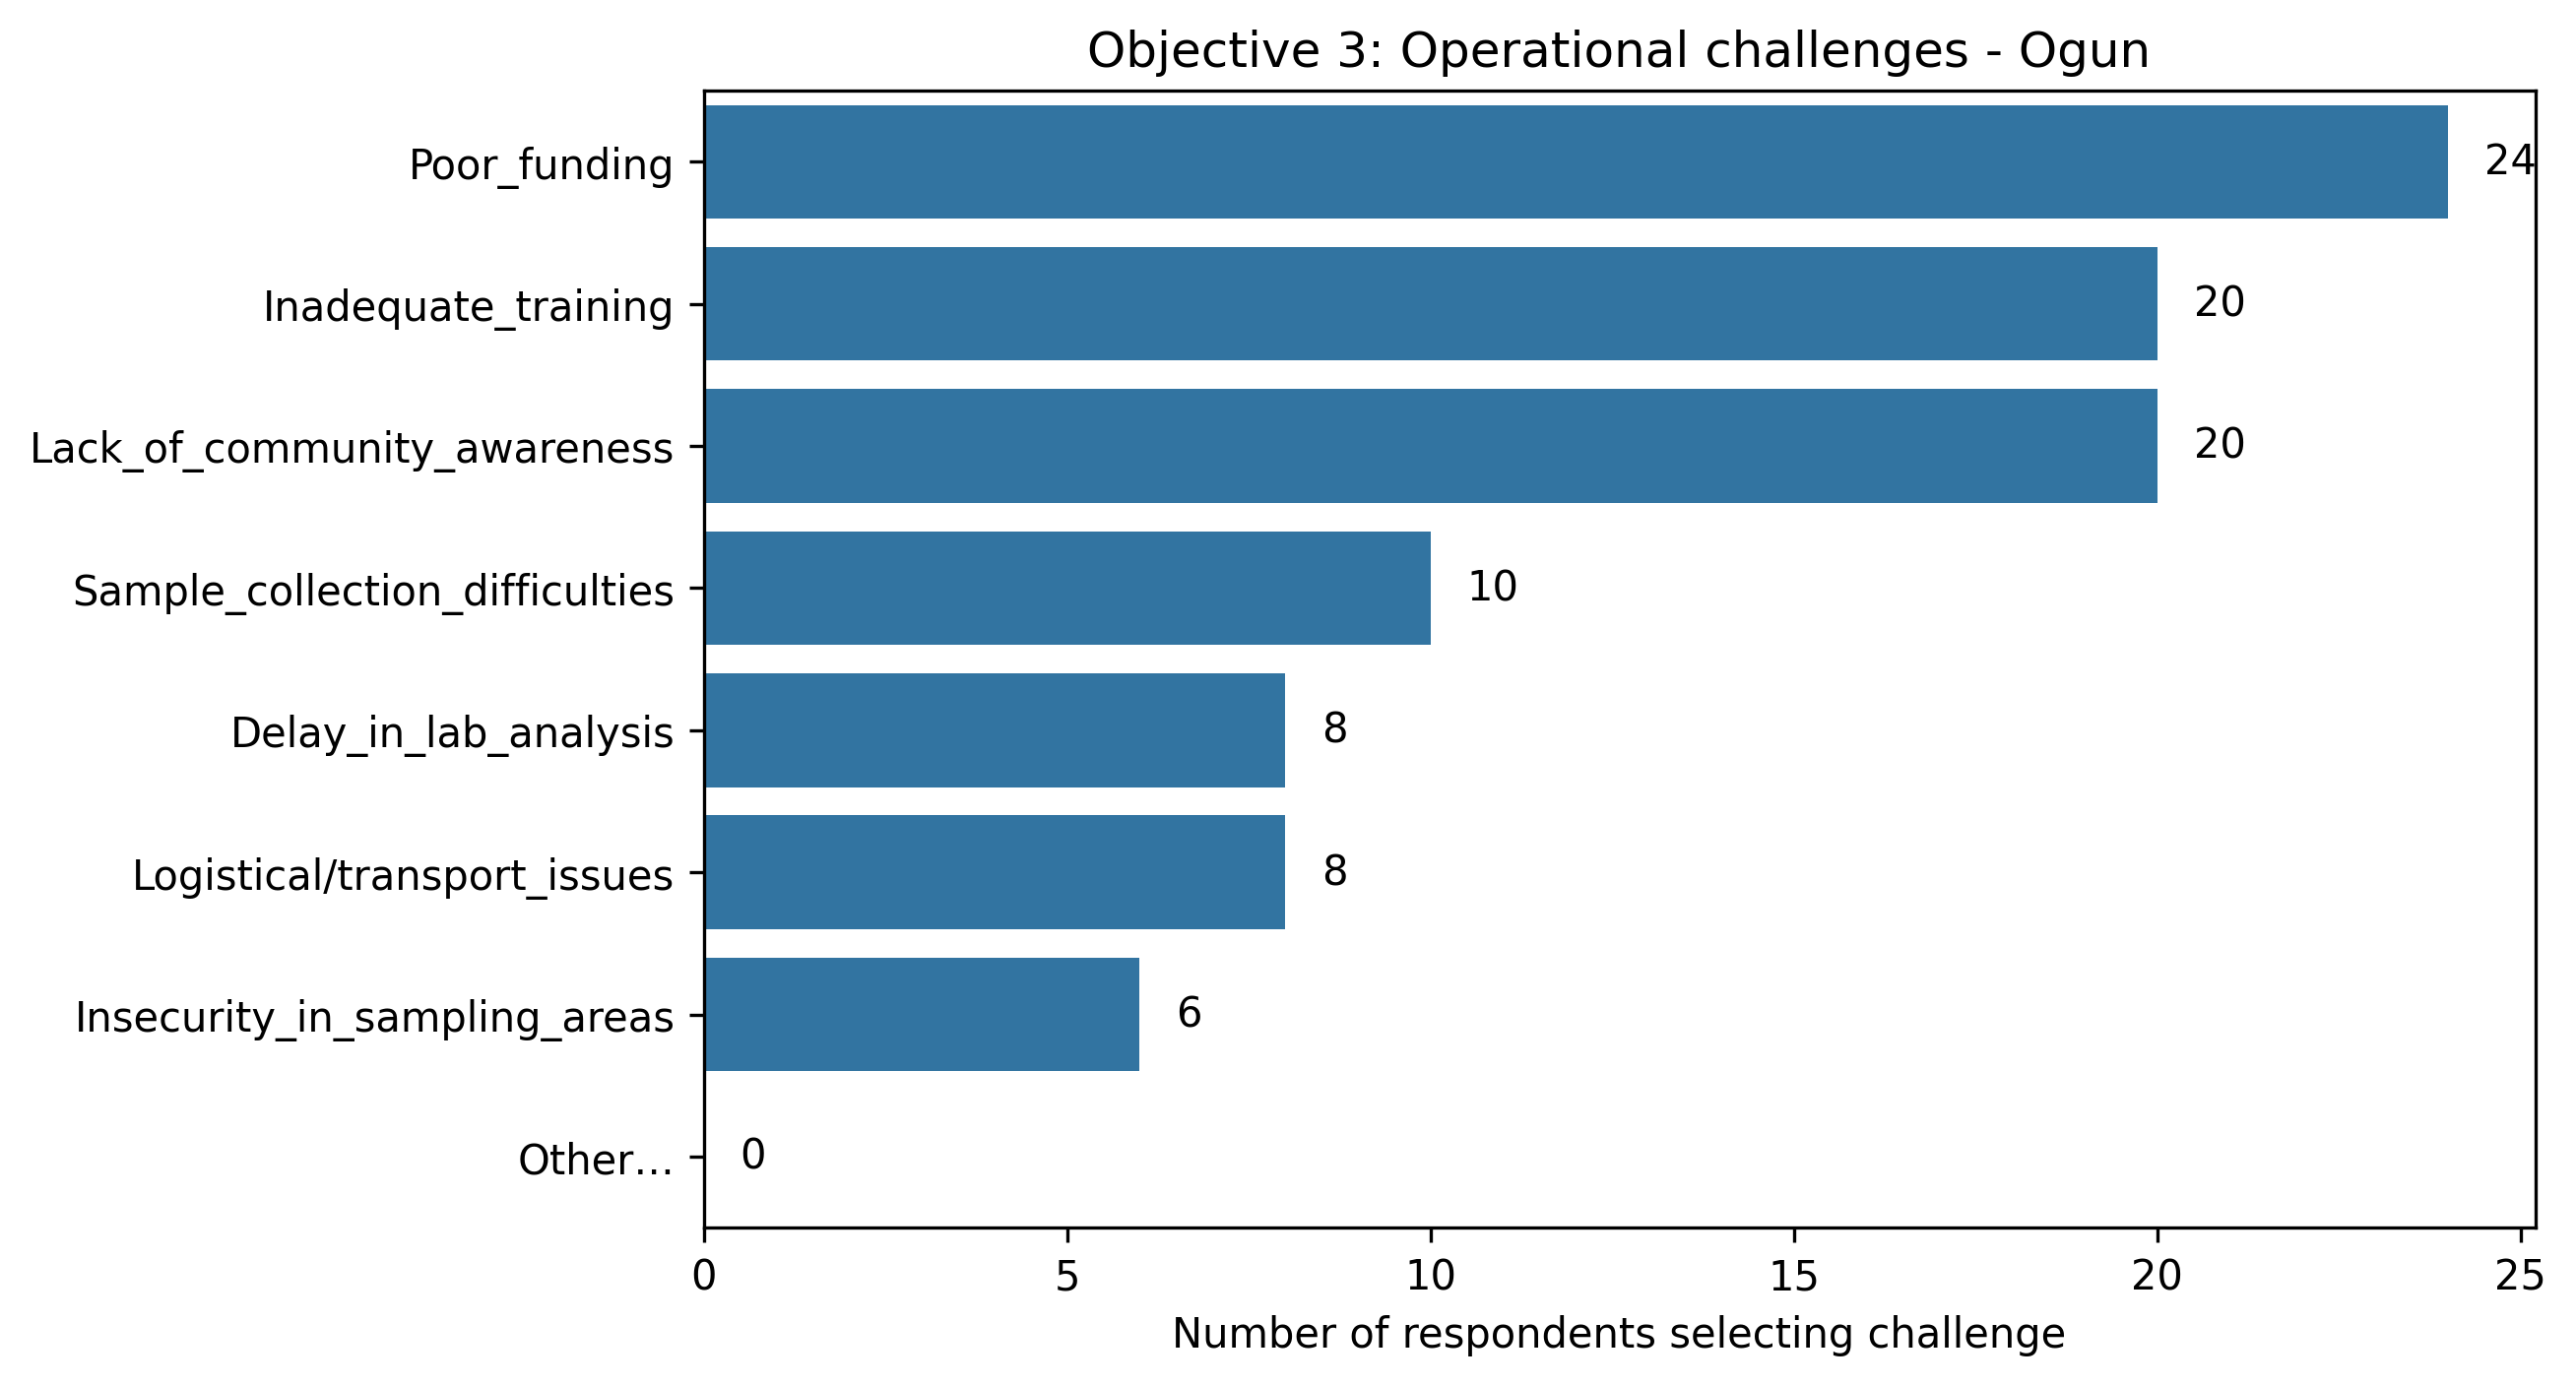 Objective 3: Operational challenges - Ogun
Poor_funding 24
Inadequate_training 20
Lack_of_community_awareness 20
Sample_collection_difficulties 10
Delay_in_lab_analysis 8
Logistical/transport_issues 8
Insecurity_in_sampling_areas 6
Other... 0
0 5 10 15 20 25
Number of respondents selecting challenge